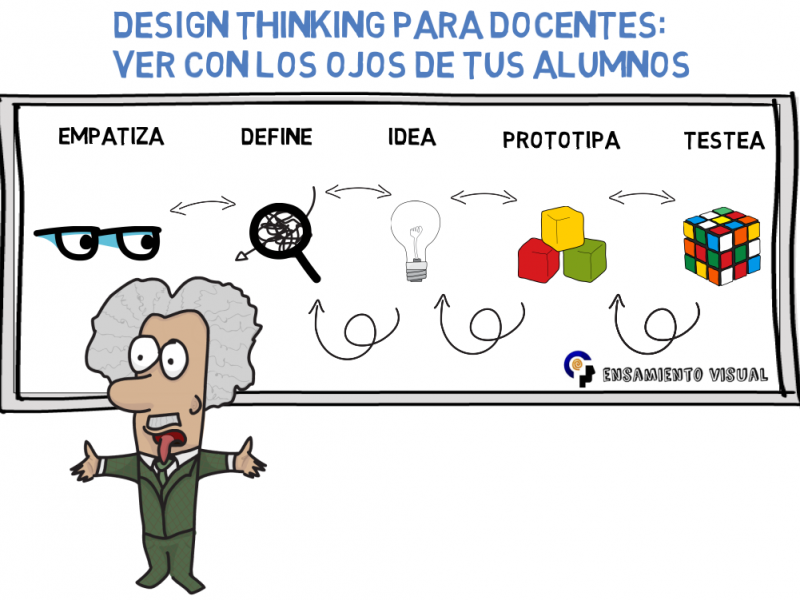 DESIGN THINKING PARA DOCENTES:
VER CON LOS OJOS DE TUS ALUMNOS
EMPATIZA DEFINE IDEA PROTOTIPA TESTEA
ENSAMIENTO VISUAL